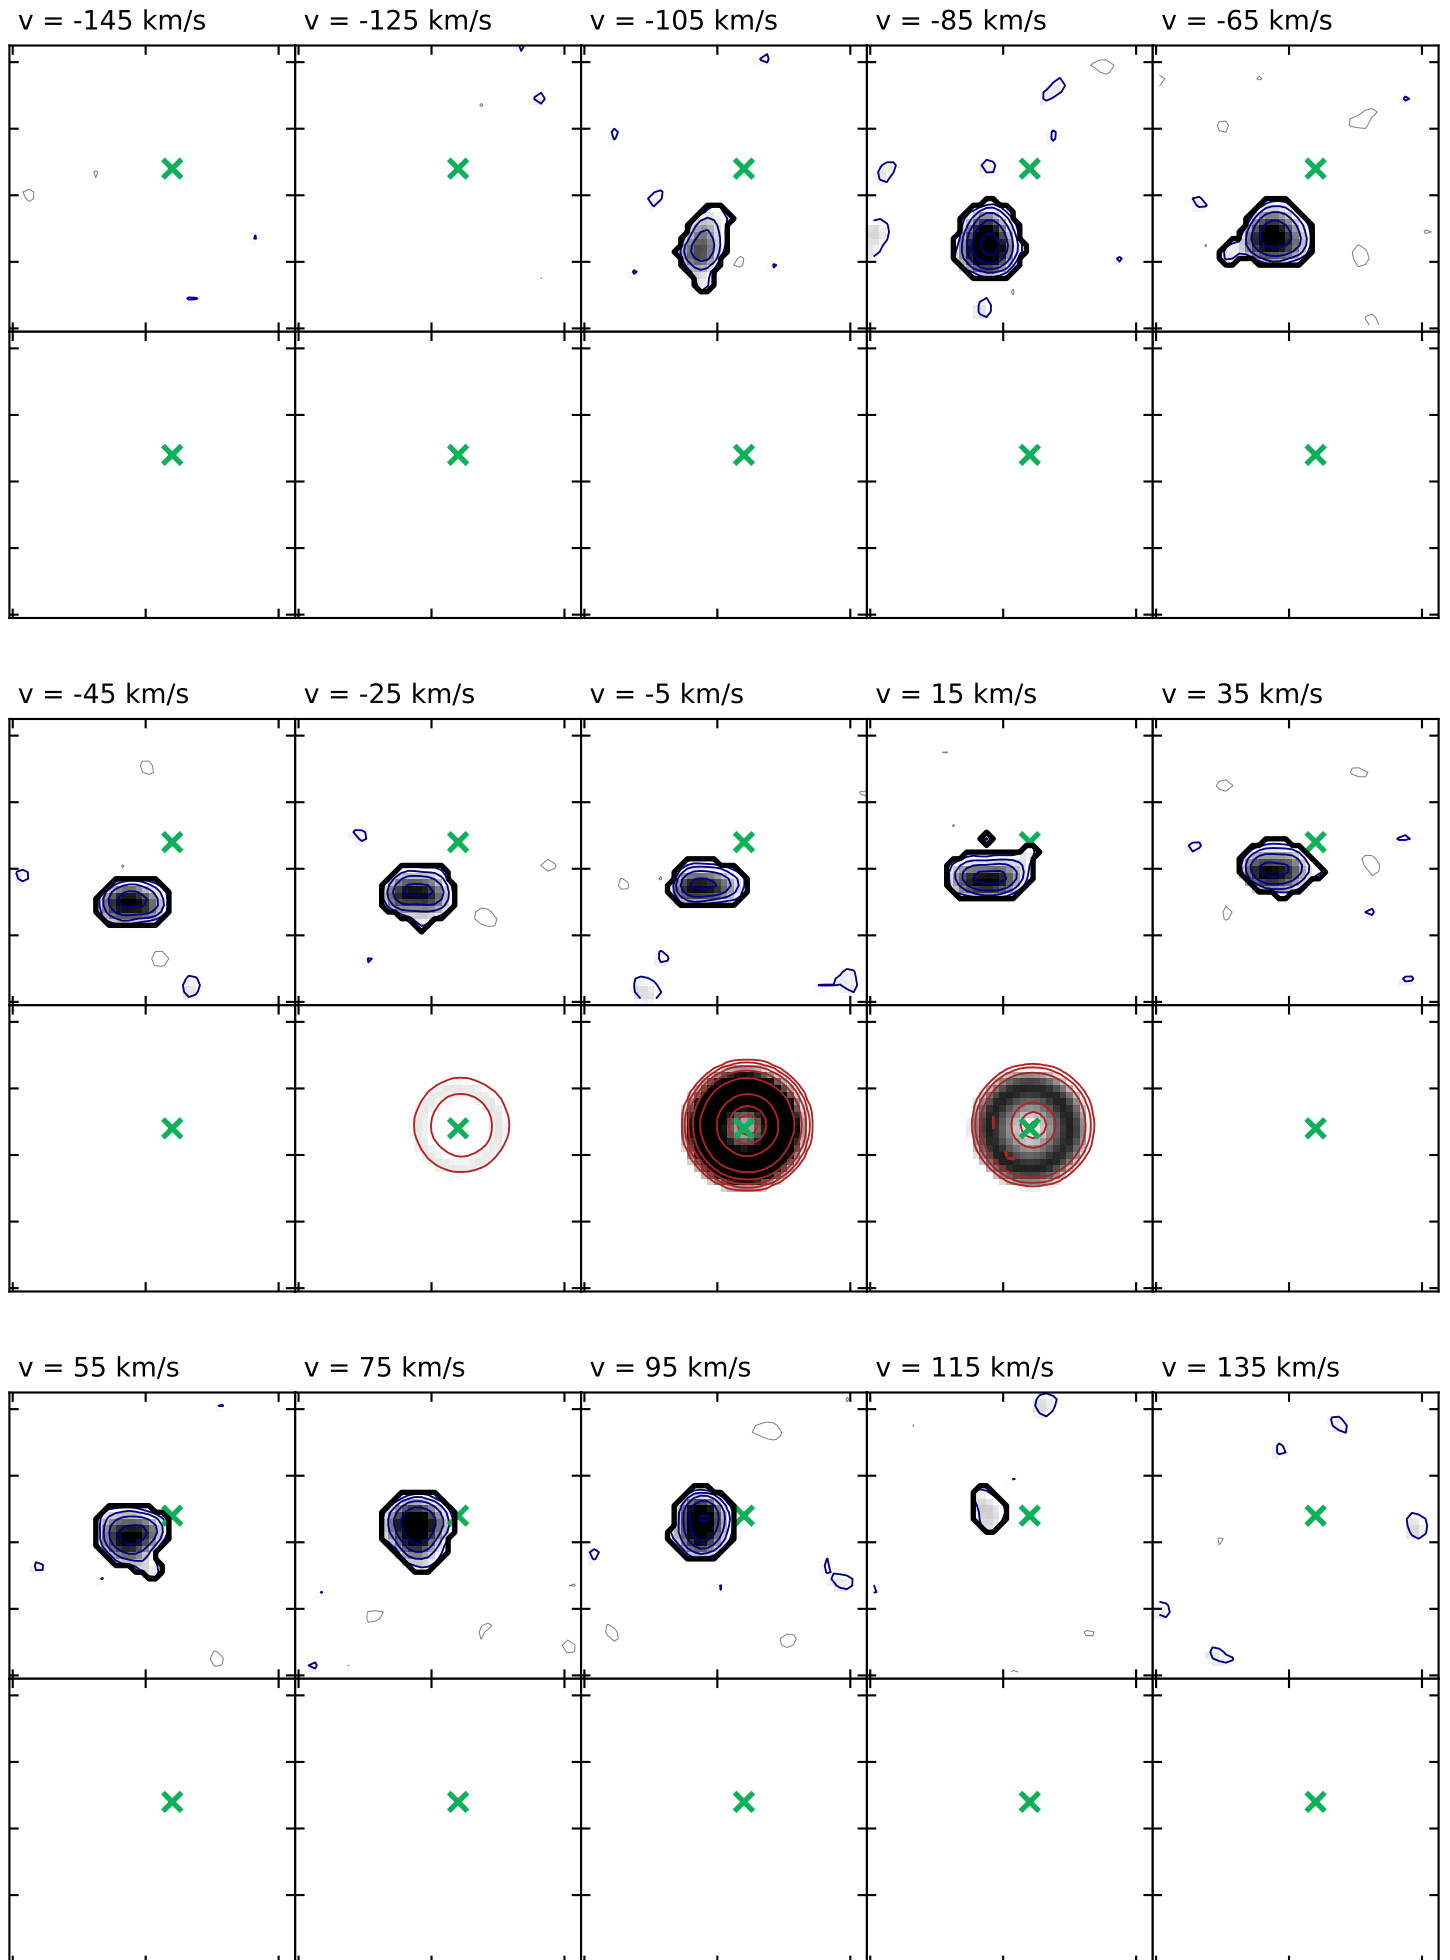 v = -145 km/s
v = -125 km/s
v = -105 km/s
v = -85 km/s
v = -65 km/s
v = -45 km/s
v = -25 km/s
v = -5 km/s
v = 15 km/s
v = 35 km/s
v = 55 km/s
v = 75 km/s
v = 95 km/s
v = 115 km/s
v = 135 km/s